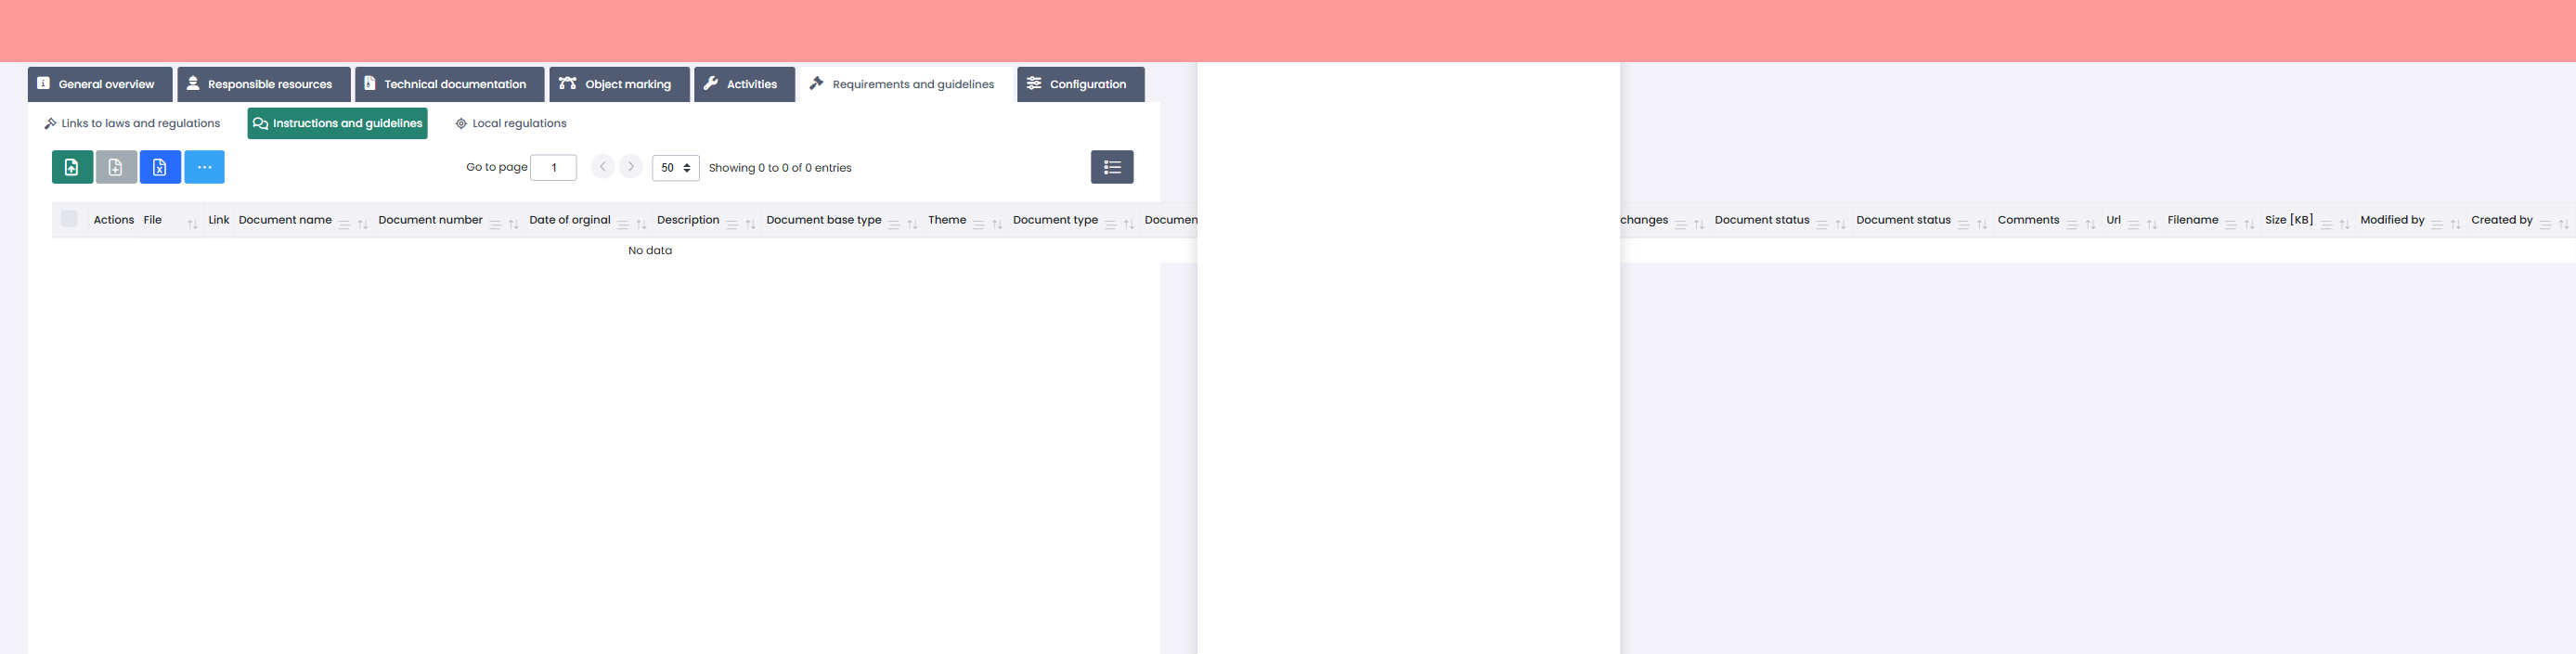 General overview Responsible resources Technical documentation Object marking Activities Requirements and guidelines Configuration
Links to laws and regulations Instructions and guidelines Local regulations
Go to page 1 50 Showing 0 to 0 of 0 entries
Actions File Link Document name Document number Date of orginal Description Document base type Theme Document type Documen changes Document status Document status Comments Url Filename Size [KB] Modified by Created by
No data